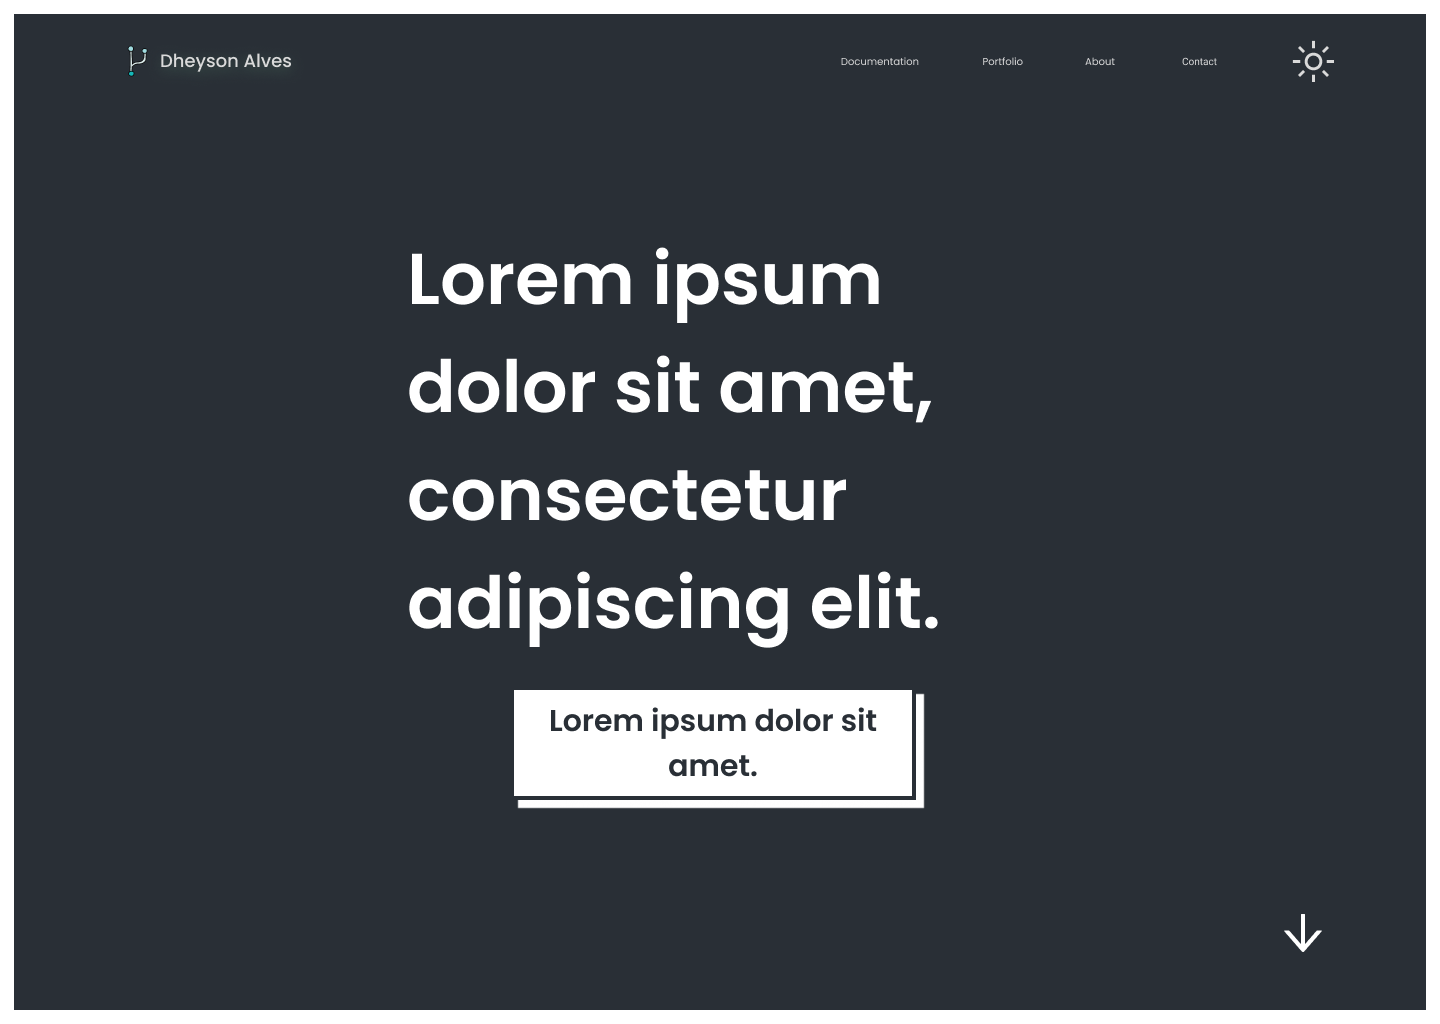 Dheyson Alves
Documentation
Portfolio
About
Contact
Lorem ipsum
dolor sit amet,
consectetur
adipiscing elit.
Lorem ipsum dolor sit
amet.